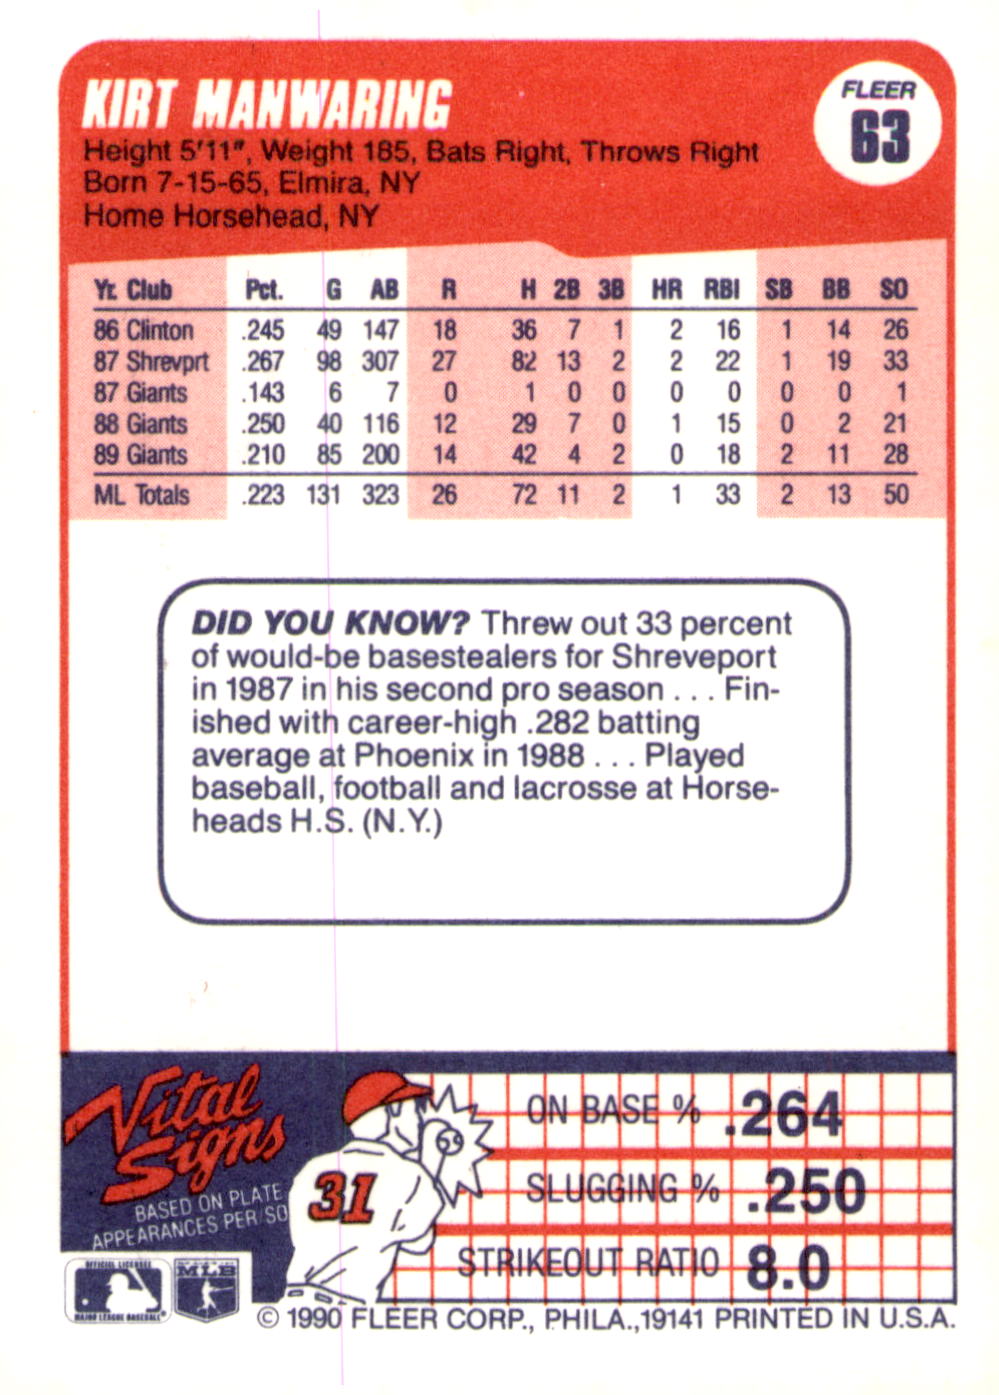 KIRT MANWARING
FLEER
63
Height 5'11", Weight 185, Bats Right, Throws Right
Born 7-15-65, Elmira, NY
Home Horsehead, NY
Yr. Club Pct. G AB R H 2B 3B HR RBI SB BB SO
86 Clinton .245 49 147 18 36 7 1 2 16 1 14 26
87 Shrevprt .267 98 307 27 82 13 2 2 22 1 19 33
87 Giants .143 6 7 0 1 0 0 0 0 0 0 1
88 Giants .250 40 116 12 29 7 0 1 15 0 2 21
89 Giants .210 85 200 14 42 4 2 0 18 2 11 28
ML Totals .223 131 323 26 72 11 2 1 33 2 13 50
DID YOU KNOW? Threw out 33 percent
of would-be basestealers for Shreveport
in 1987 in his second pro season . . . Fin-
ished with career-high .282 batting
average at Phoenix in 1988 . . . Played
baseball, football and lacrosse at Horse-
heads H.S. (N.Y.)
Vital
Signs
BASED ON PLATE
APPEARANCES PER/SO
31
ON BASE % .264
SLUGGING % .250
STRIKEOUT RATIO 8.0
OFFICIAL LICENSEE
MAJOR LEAGUE BASEBALL
MLB
© 1990 FLEER CORP., PHILA.,19141 PRINTED IN U.S.A.